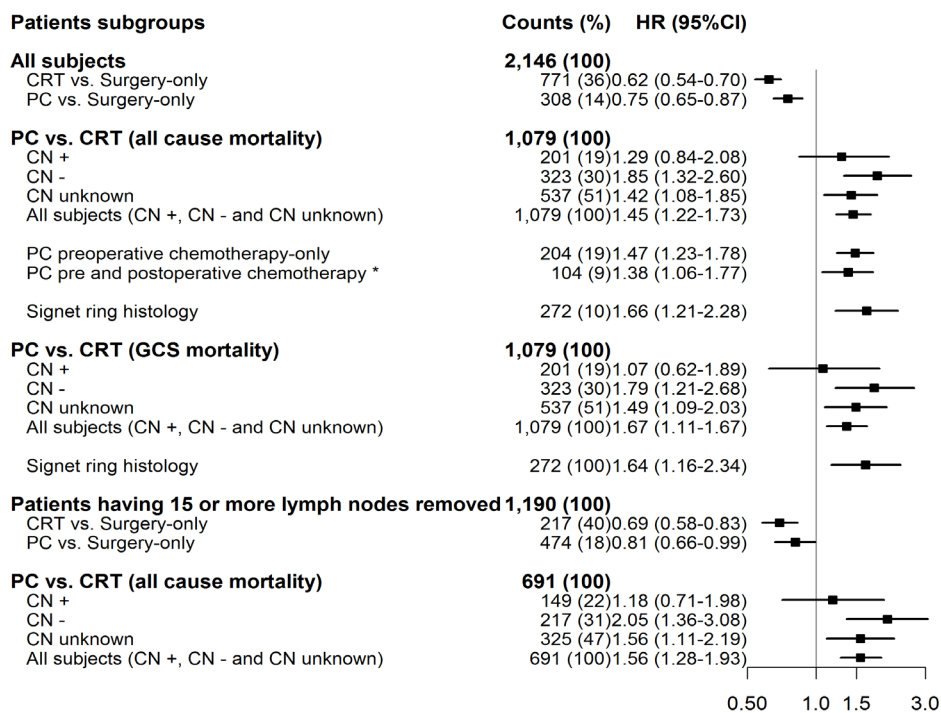 Patients subgroups Counts (%) HR (95%CI)
All subjects 2,146 (100)
CRT vs. Surgery-only 771 (36) 0.62 (0.54-0.70)
PC vs. Surgery-only 308 (14) 0.75 (0.65-0.87)
PC vs. CRT (all cause mortality) 1,079 (100)
CN + 201 (19) 1.29 (0.84-2.08)
CN - 323 (30) 1.85 (1.32-2.60)
CN unknown 537 (51) 1.42 (1.08-1.85)
All subjects (CN +, CN - and CN unknown) 1,079 (100) 1.45 (1.22-1.73)
PC preoperative chemotherapy-only 204 (19) 1.47 (1.23-1.78)
PC pre and postoperative chemotherapy * 104 (9) 1.38 (1.06-1.77)
Signet ring histology 272 (10) 1.66 (1.21-2.28)
PC vs. CRT (GCS mortality) 1,079 (100)
CN + 201 (19) 1.07 (0.62-1.89)
CN - 323 (30) 1.79 (1.21-2.68)
CN unknown 537 (51) 1.49 (1.09-2.03)
All subjects (CN +, CN - and CN unknown) 1,079 (100) 1.67 (1.11-1.67)
Signet ring histology 272 (100) 1.64 (1.16-2.34)
Patients having 15 or more lymph nodes removed 1,190 (100)
CRT vs. Surgery-only 217 (40) 0.69 (0.58-0.83)
PC vs. Surgery-only 474 (18) 0.81 (0.66-0.99)
PC vs. CRT (all cause mortality) 691 (100)
CN + 149 (22) 1.18 (0.71-1.98)
CN - 217 (31) 2.05 (1.36-3.08)
CN unknown 325 (47) 1.56 (1.11-2.19)
All subjects (CN +, CN - and CN unknown) 691 (100) 1.56 (1.28-1.93)
0.50 1.0 1.5 3.0